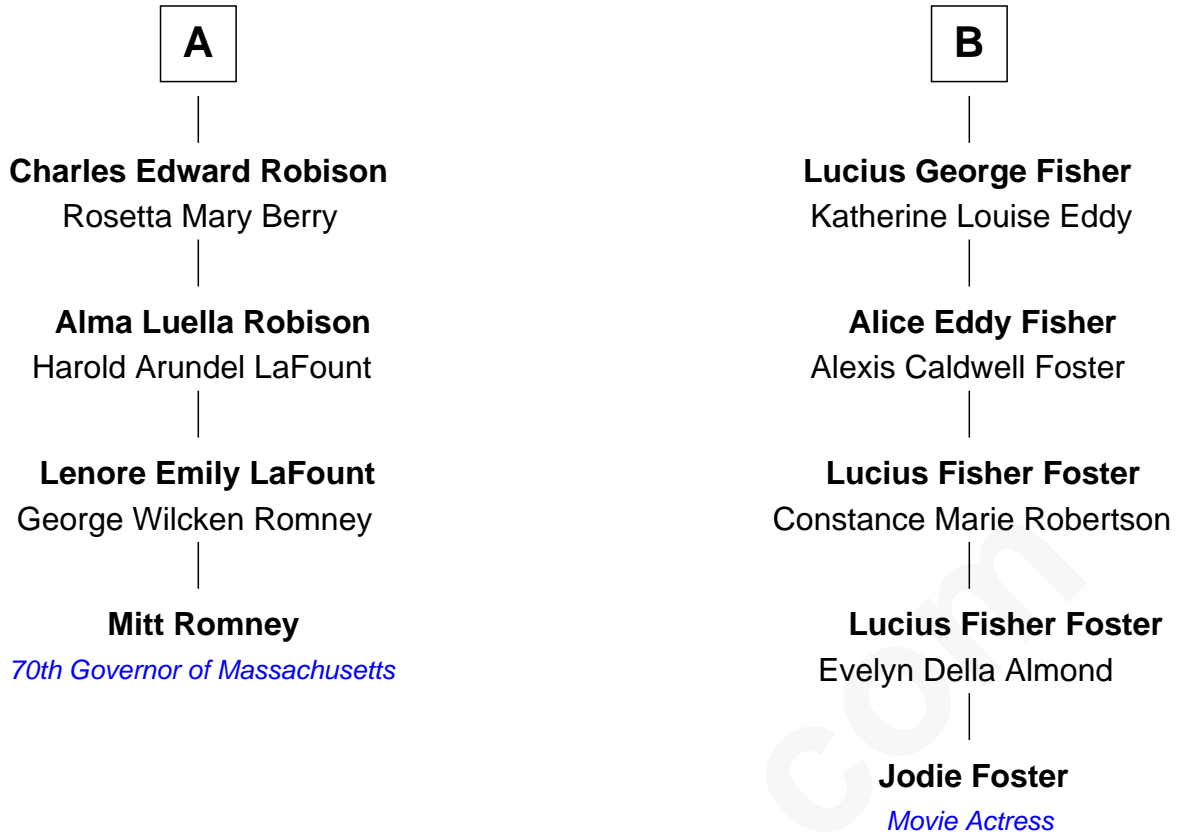 A
Charles Edward Robison
Rosetta Mary Berry
Alma Luella Robison
Harold Arundel LaFount
Lenore Emily LaFount
George Wilcken Romney
Mitt Romney
70th Governor of Massachusetts
B
Lucius George Fisher
Katherine Louise Eddy
Alice Eddy Fisher
Alexis Caldwell Foster
Lucius Fisher Foster
Constance Marie Robertson
Lucius Fisher Foster
Evelyn Della Almond
Jodie Foster
Movie Actress
com